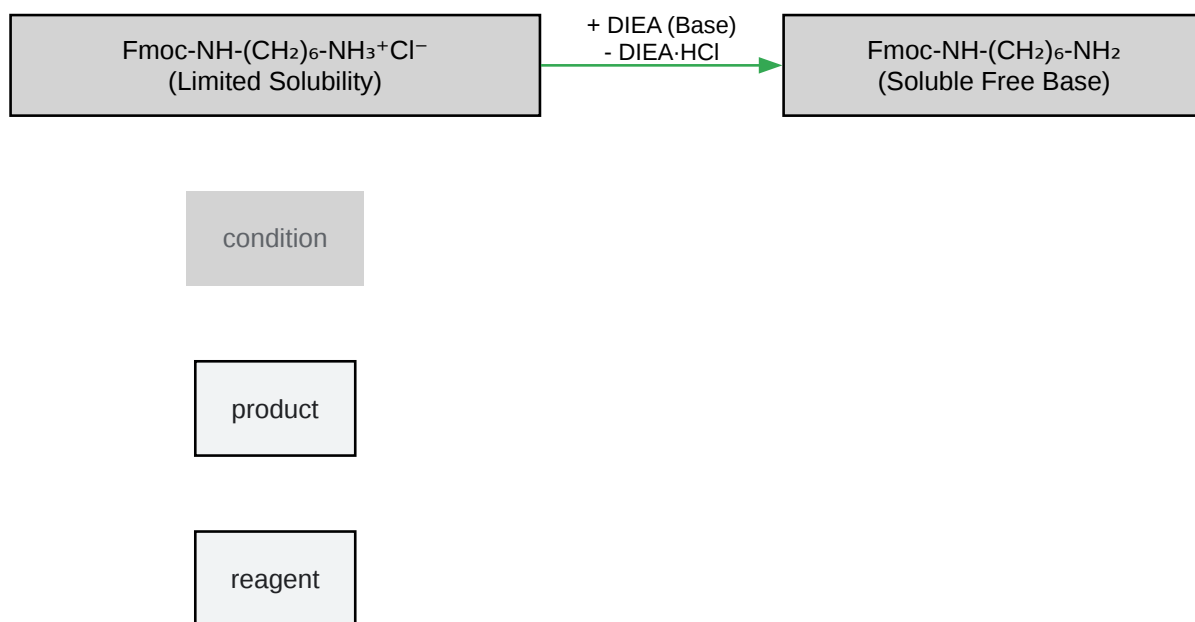 Fmoc-NH-(CH₂)₆-NH₃⁺Cl⁻
(Limited Solubility)
+ DIEA (Base)
- DIEA·HCl
Fmoc-NH-(CH₂)₆-NH₂
(Soluble Free Base)
condition
product
reagent